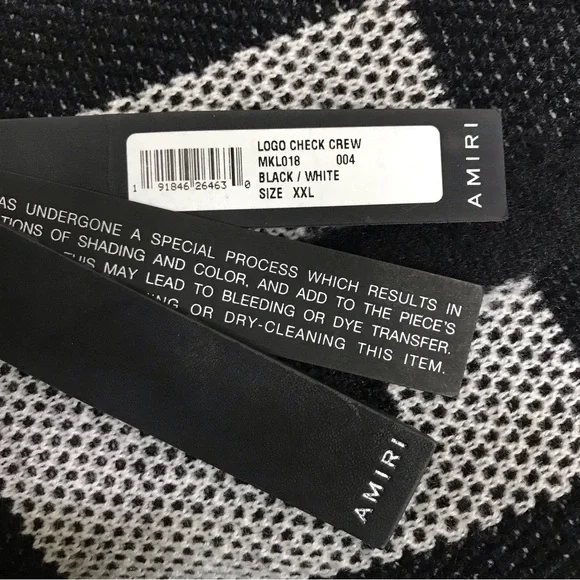 LOGO CHECK CREW
MKL018 004
BLACK / WHITE
SIZE XXL
1 91846 26463 0
AMIRI
AS UNDERGONE A SPECIAL PROCESS WHICH RESULTS IN
TIONS OF SHADING AND COLOR, AND ADD TO THE PIECE'S
THIS MAY LEAD TO BLEEDING OR DYE TRANSFER.
KING OR DRY-CLEANING THIS ITEM.
AMIRI